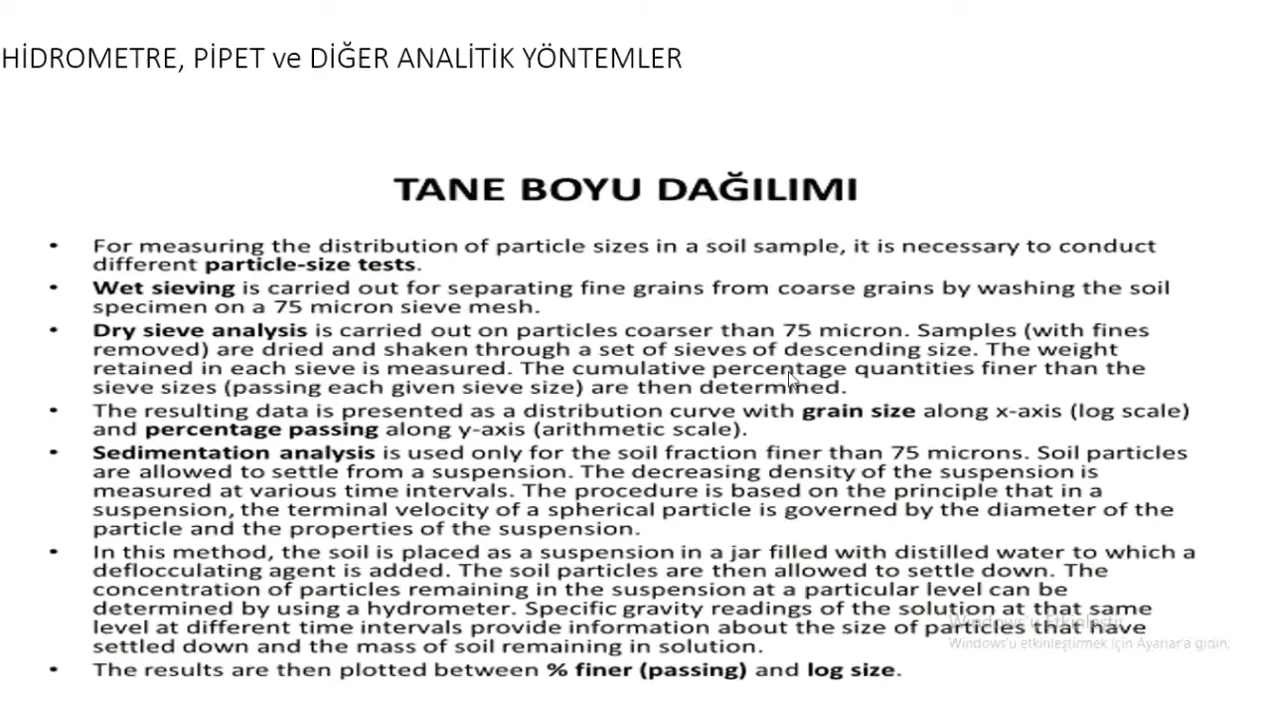 HİDROMETRE, PİPET ve DİĞER ANALİTİK YÖNTEMLER
TANE BOYU DAĞILIMI
• For measuring the distribution of particle sizes in a soil sample, it is necessary to conduct
different particle-size tests.
• Wet sieving is carried out for separating fine grains from coarse grains by washing the soil
specimen on a 75 micron sieve mesh.
• Dry sieve analysis is carried out on particles coarser than 75 micron. Samples (with fines
removed) are dried and shaken through a set of sieves of descending size. The weight
retained in each sieve is measured. The cumulative percentage quantities finer than the
sieve sizes (passing each given sieve size) are then determined.
• The resulting data is presented as a distribution curve with grain size along x-axis (log scale)
and percentage passing along y-axis (arithmetic scale).
• Sedimentation analysis is used only for the soil fraction finer than 75 microns. Soil particles
are allowed to settle from a suspension. The decreasing density of the suspension is
measured at various time intervals. The procedure is based on the principle that in a
suspension, the terminal velocity of a spherical particle is governed by the diameter of the
particle and the properties of the suspension.
• In this method, the soil is placed as a suspension in a jar filled with distilled water to which a
deflocculating agent is added. The soil particles are then allowed to settle down. The
concentration of particles remaining in the suspension at a particular level can be
determined by using a hydrometer. Specific gravity readings of the solution at that same
level at different time intervals provide information about the size of particles that have
settled down and the mass of soil remaining in solution.
• The results are then plotted between % finer (passing) and log size.
Windows'u Etkinleştir
Windows'u etkinleştirmek için Ayarlar'a gidin.